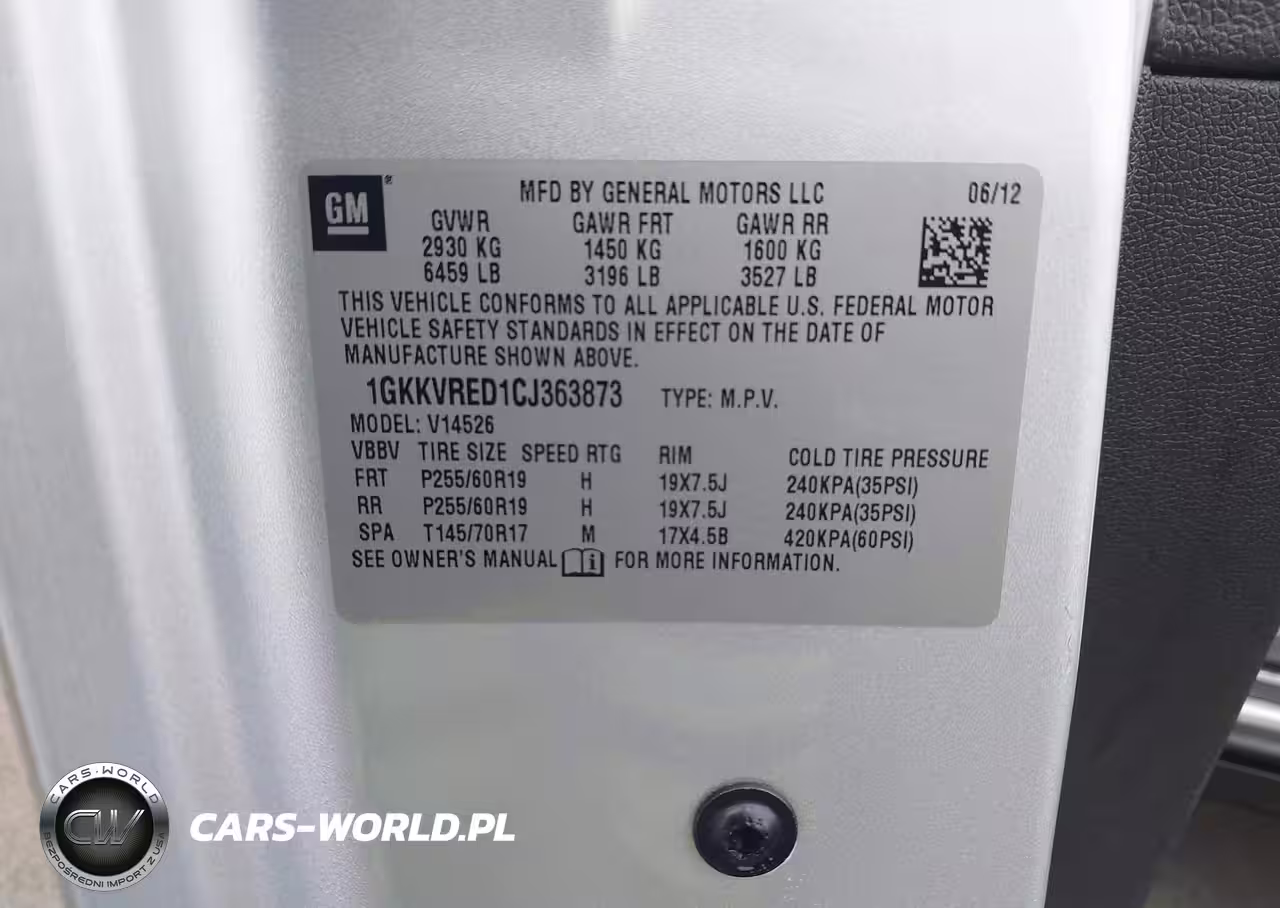 GM
MFD BY GENERAL MOTORS LLC 06/12
GVWR GAWR FRT GAWR RR
2930 KG 1450 KG 1600 KG
6459 LB 3196 LB 3527 LB
THIS VEHICLE CONFORMS TO ALL APPLICABLE U.S. FEDERAL MOTOR
VEHICLE SAFETY STANDARDS IN EFFECT ON THE DATE OF
MANUFACTURE SHOWN ABOVE.
1GKKVRED1CJ363873 TYPE: M.P.V.
MODEL: V14526
VBBV TIRE SIZE SPEED RTG RIM COLD TIRE PRESSURE
FRT P255/60R19 H 19X7.5J 240KPA(35PSI)
RR P255/60R19 H 19X7.5J 240KPA(35PSI)
SPA T145/70R17 M 17X4.5B 420KPA(60PSI)
SEE OWNER'S MANUAL FOR MORE INFORMATION.
CARS-WORLD
CW
BEZPOŚREDNI IMPORT Z USA
CARS-WORLD.PL